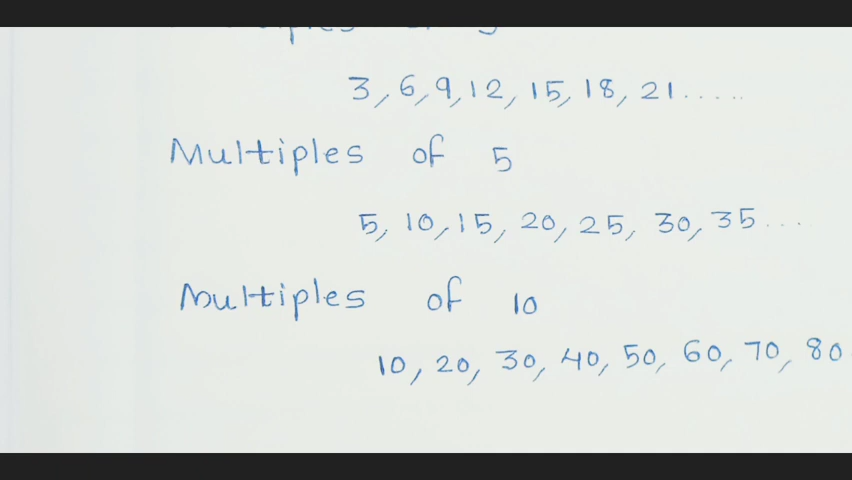 3, 6, 9, 12, 15, 18, 21.....
Multiples of 5
5, 10, 15, 20, 25, 30, 35...
Multiples of 10
10, 20, 30, 40, 50, 60, 70, 80